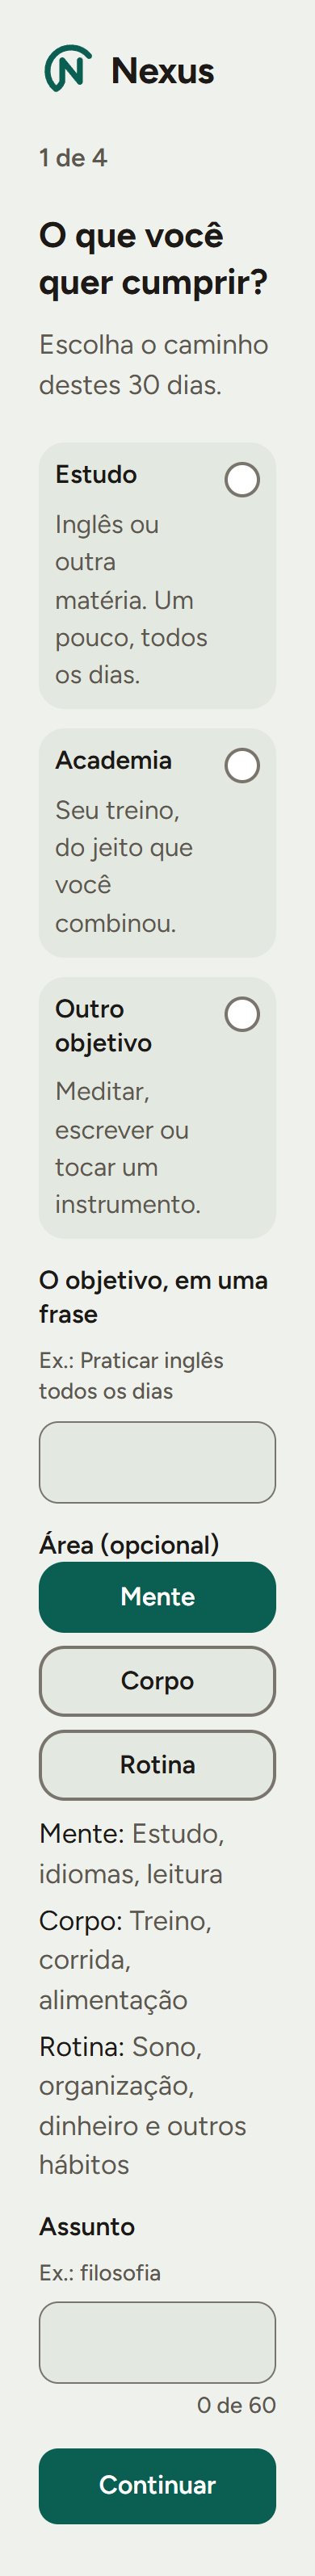 Nexus
1 de 4
O que você
quer cumprir?
Escolha o caminho
destes 30 dias.
Estudo
Inglês ou
outra
matéria. Um
pouco, todos
os dias.
Academia
Seu treino,
do jeito que
você
combinou.
Outro
objetivo
Meditar,
escrever ou
tocar um
instrumento.
O objetivo, em uma
frase
Ex.: Praticar inglês
todos os dias
Área (opcional)
Mente
Corpo
Rotina
Mente: Estudo,
idiomas, leitura
Corpo: Treino,
corrida,
alimentação
Rotina: Sono,
organização,
dinheiro e outros
hábitos
Assunto
Ex.: filosofia
0 de 60
Continuar